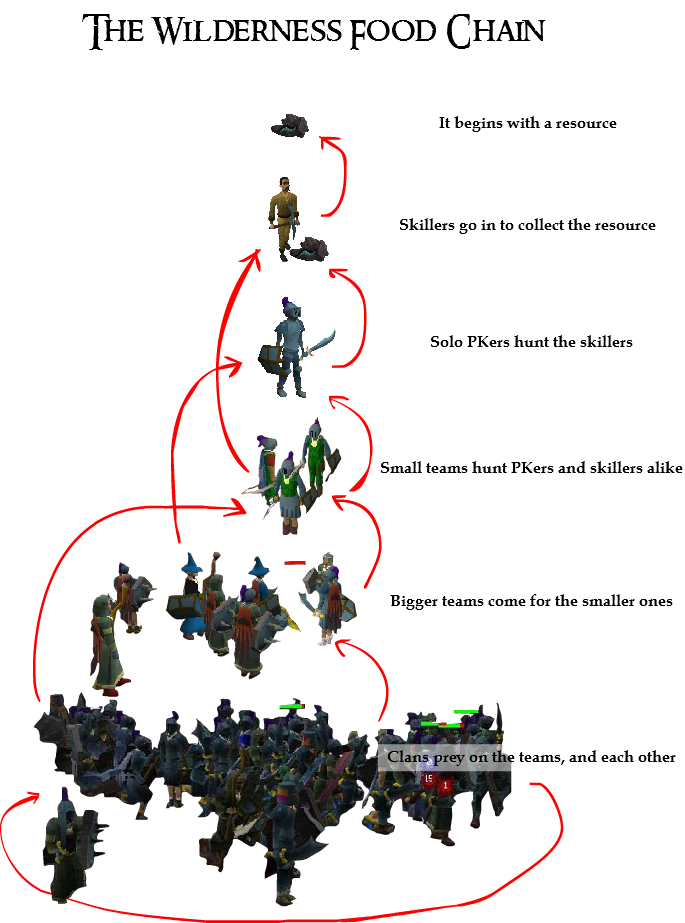 The Wilderness Food Chain
It begins with a resource
Skillers go in to collect the resource
Solo PKers hunt the skillers
Small teams hunt PKers and skillers alike
Bigger teams come for the smaller ones
Clans prey on the teams, and each other
15
1